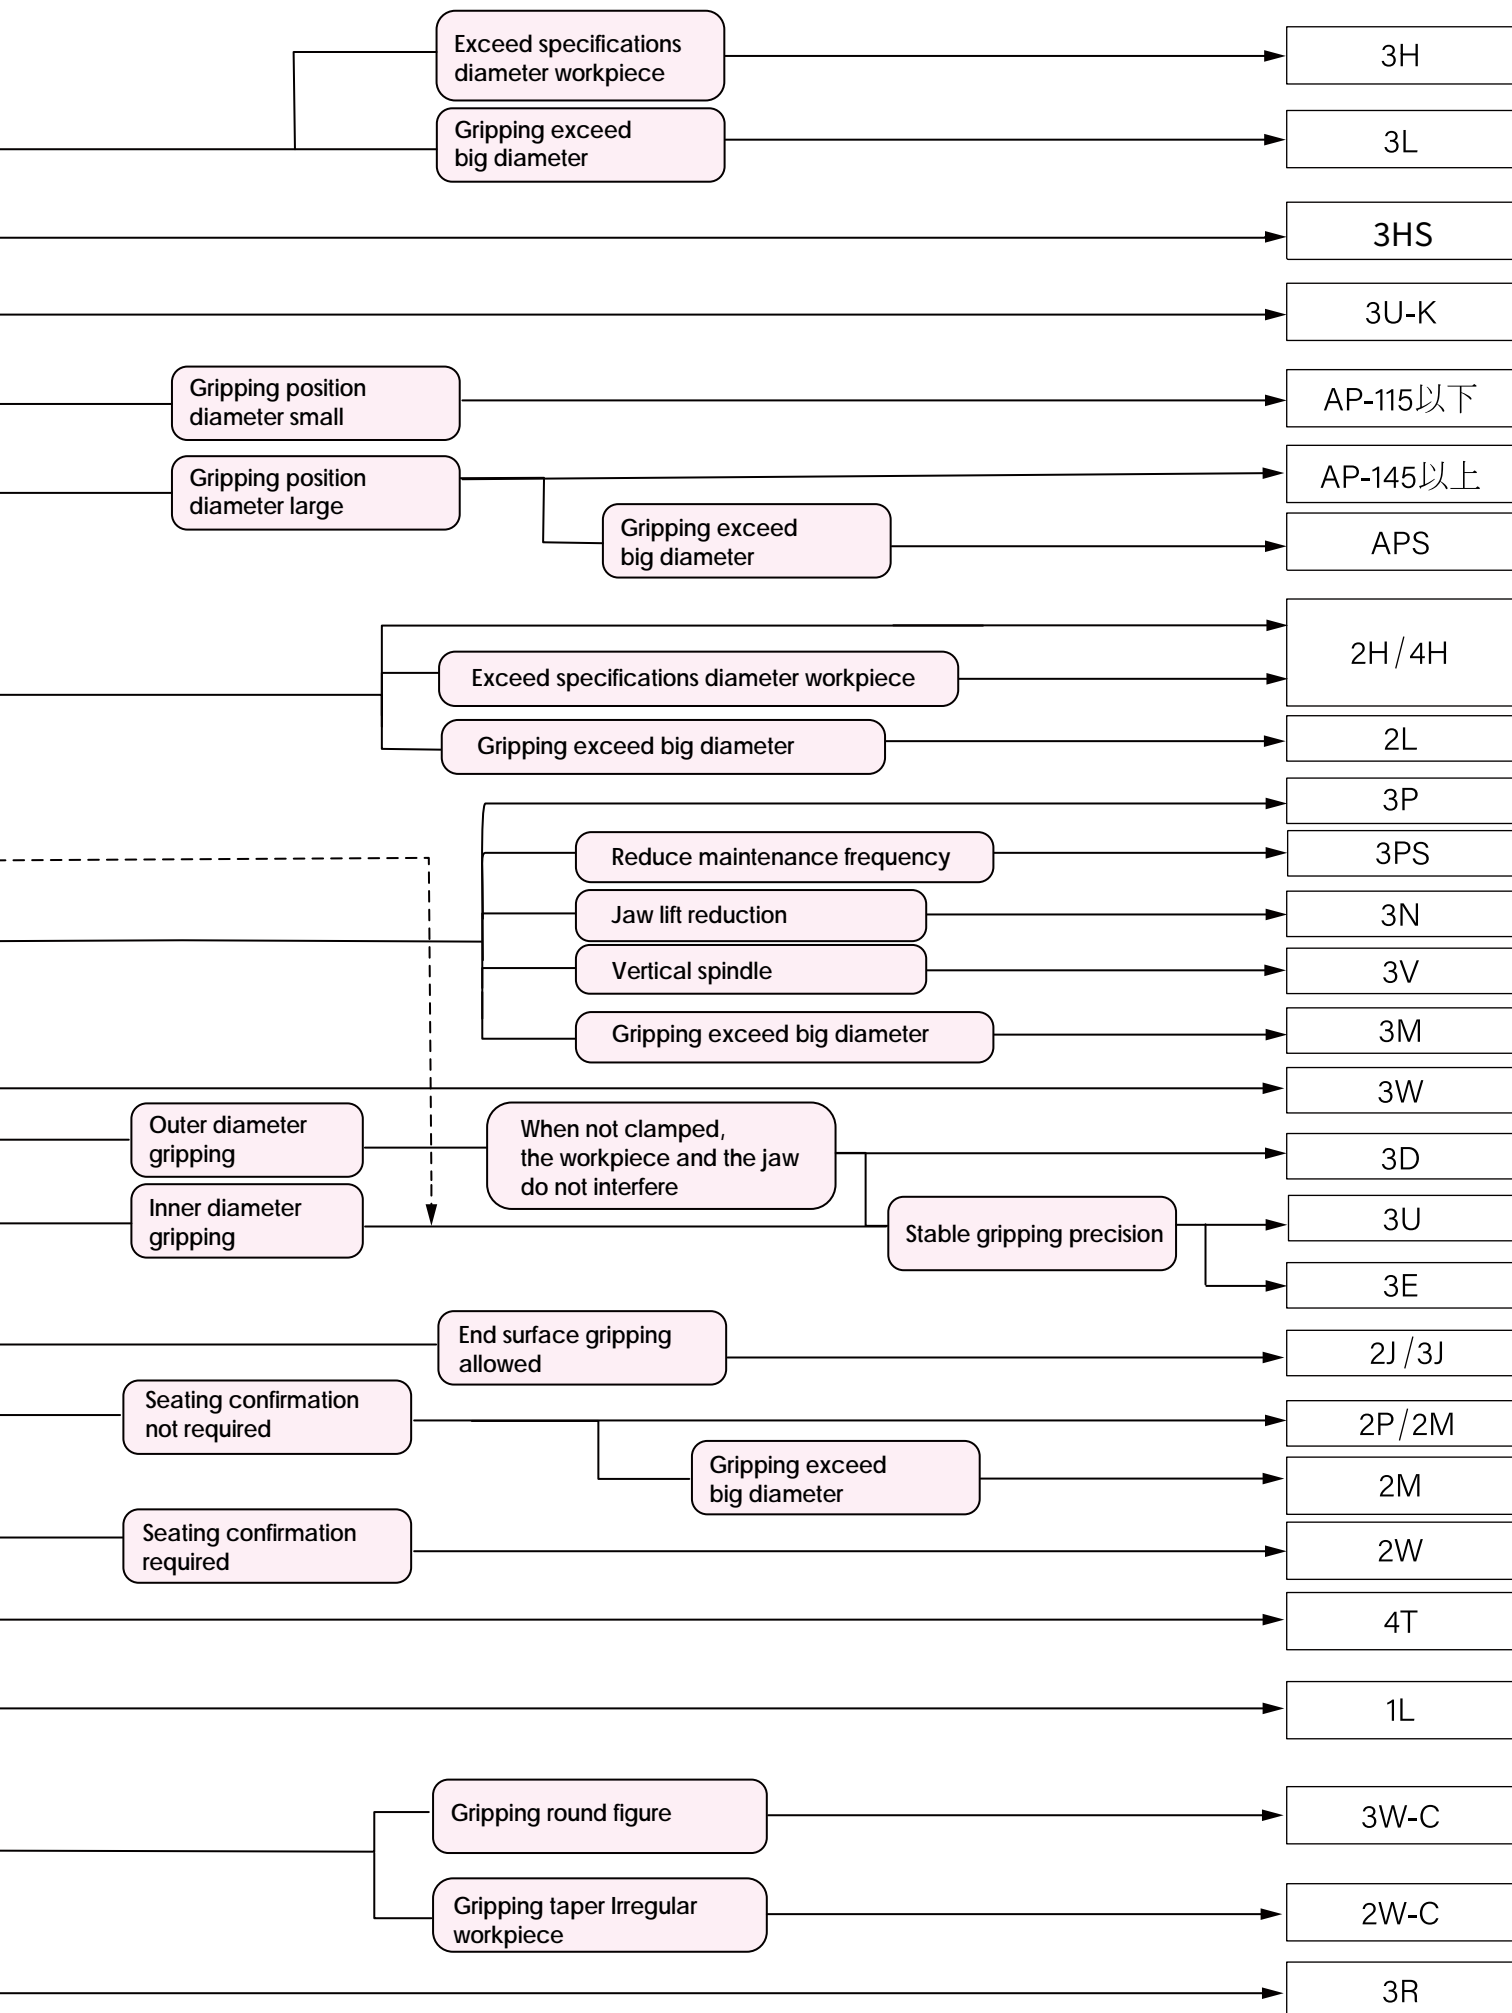 Exceed specifications
diameter workpiece
3H
Gripping exceed
big diameter
3L
3HS
3U-K
Gripping position
diameter small
AP-115以下
Gripping position
diameter large
AP-145以上
Gripping exceed
big diameter
APS
2H/4H
Exceed specifications diameter workpiece
Gripping exceed big diameter
2L
3P
Reduce maintenance frequency
3PS
Jaw lift reduction
3N
Vertical spindle
3V
Gripping exceed big diameter
3M
3W
Outer diameter
gripping
When not clamped,
the workpiece and the jaw
do not interfere
3D
Inner diameter
gripping
Stable gripping precision
3U
3E
End surface gripping
allowed
2J/3J
Seating confirmation
not required
2P/2M
Gripping exceed
big diameter
2M
Seating confirmation
required
2W
4T
1L
Gripping round figure
3W-C
Gripping taper Irregular
workpiece
2W-C
3R